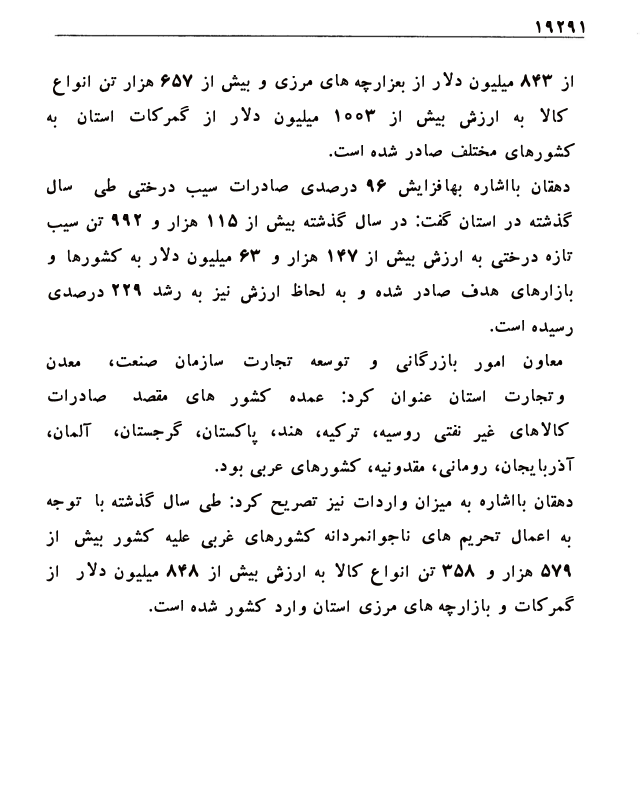 ۱۹۲۹۱
از ۸۴۳ میلیون دلار از بعزارچه های مرزی و بیش از ۶۵۷ هزار تن انواع
کالا به ارزش بیش از ۱۰۰۳ میلیون دلار از گمرکات استان به
کشورهای مختلف صادر شده است.
دهقان بااشاره بهافزایش ۹۶ درصدی صادرات سیب درختی طی سال
گذشته در استان گفت: در سال گذشته بیش از ۱۱۵ هزار و ۹۹۲ تن سیب
تازه درختی به ارزش بیش از ۱۴۷ هزار و ۶۳ میلیون دلار به کشورها و
بازارهای هدف صادر شده و به لحاظ ارزش نیز به رشد ۲۲۹ درصدی
رسیده است.
معاون امور بازرگانی و توسعه تجارت سازمان صنعت، معدن
وتجارت استان عنوان کرد: عمده کشور های مقصد صادرات
کالاهای غیر نفتی روسیه، ترکیه، هند، پاکستان، گرجستان، آلمان،
آذربایجان، رومانی، مقدونیه، کشورهای عربی بود.
دهقان بااشاره به میزان واردات نیز تصریح کرد: طی سال گذشته با توجه
به اعمال تحریم های ناجوانمردانه کشورهای غربی علیه کشور بیش از
۵۷۹ هزار و ۳۵۸ تن انواع کالا به ارزش بیش از ۸۴۸ میلیون دلار از
گمرکات و بازارچه های مرزی استان وارد کشور شده است.